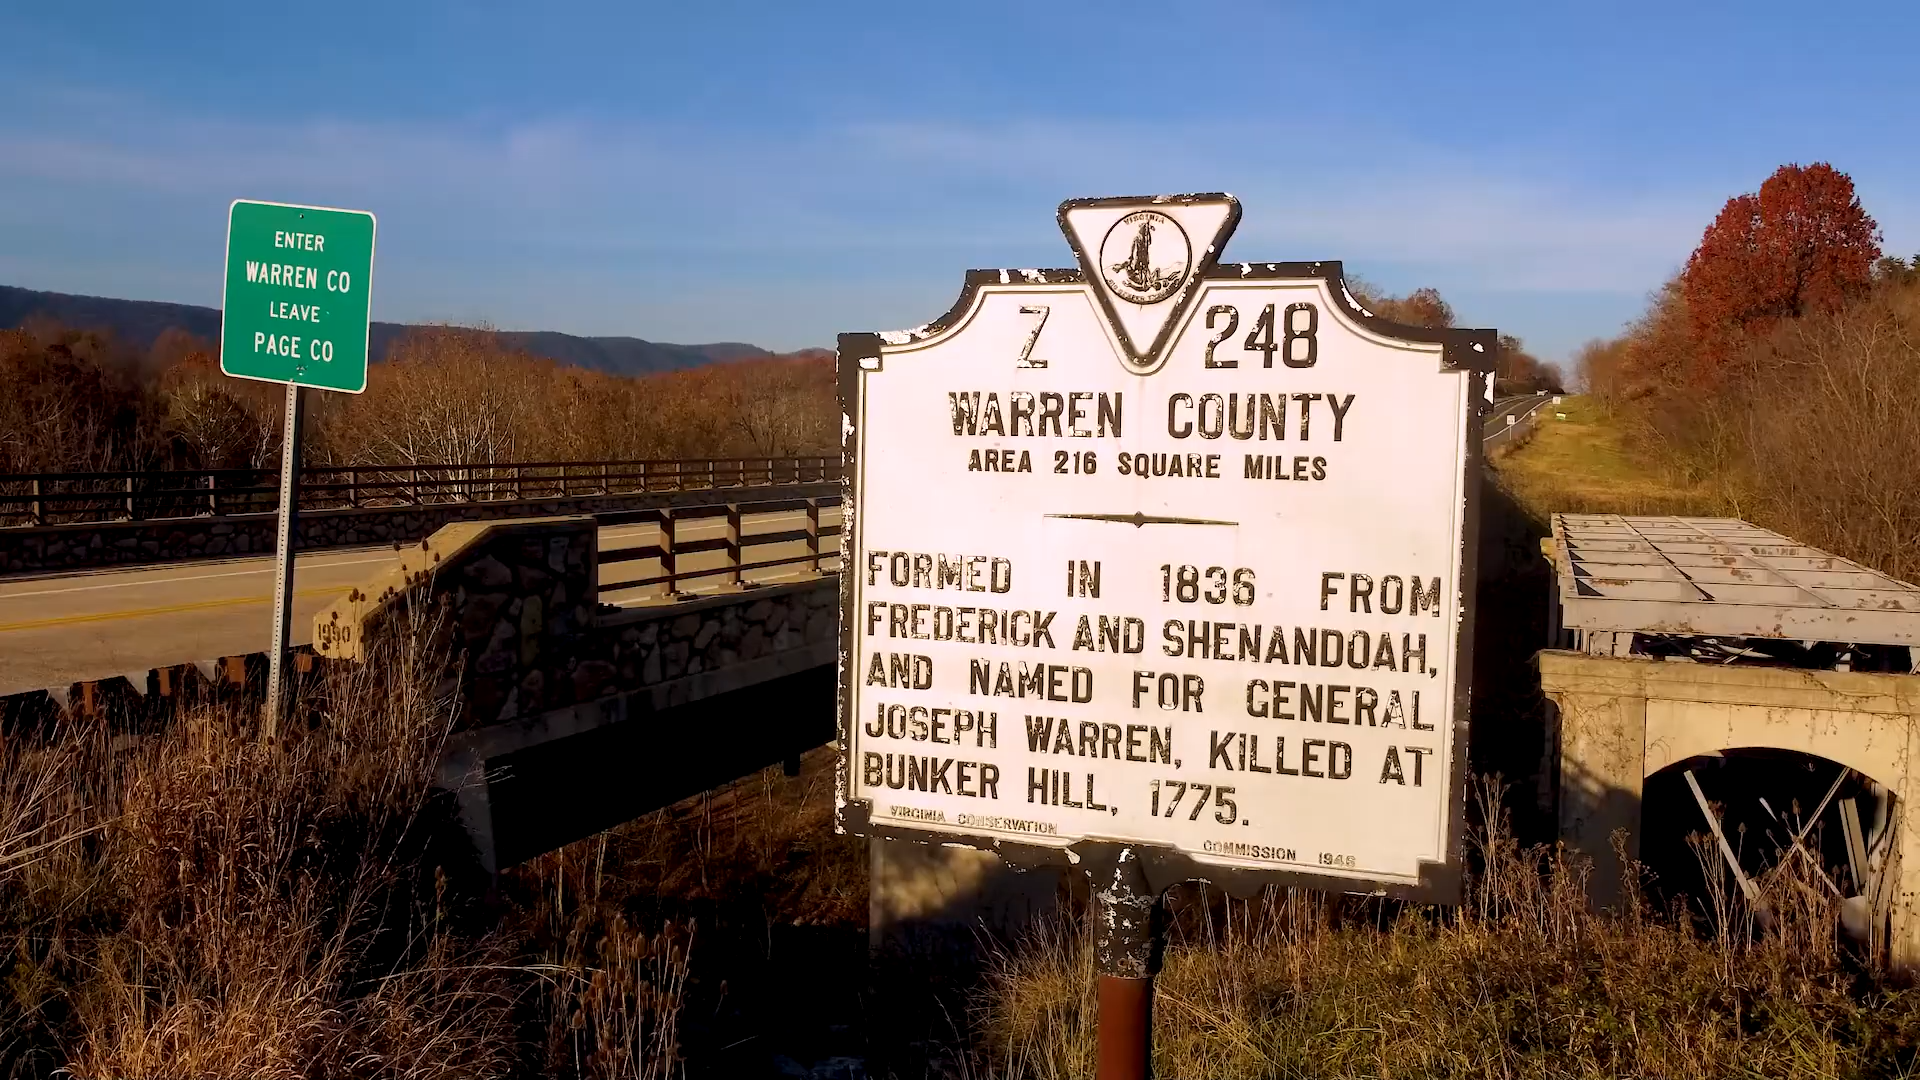 ENTER
WARREN CO
LEAVE
PAGE CO
VIRGINIA
Z 248
WARREN COUNTY
AREA 216 SQUARE MILES
FORMED IN 1836 FROM
FREDERICK AND SHENANDOAH,
AND NAMED FOR GENERAL
JOSEPH WARREN, KILLED AT
BUNKER HILL, 1775.
VIRGINIA CONSERVATION
COMMISSION 1946
1990